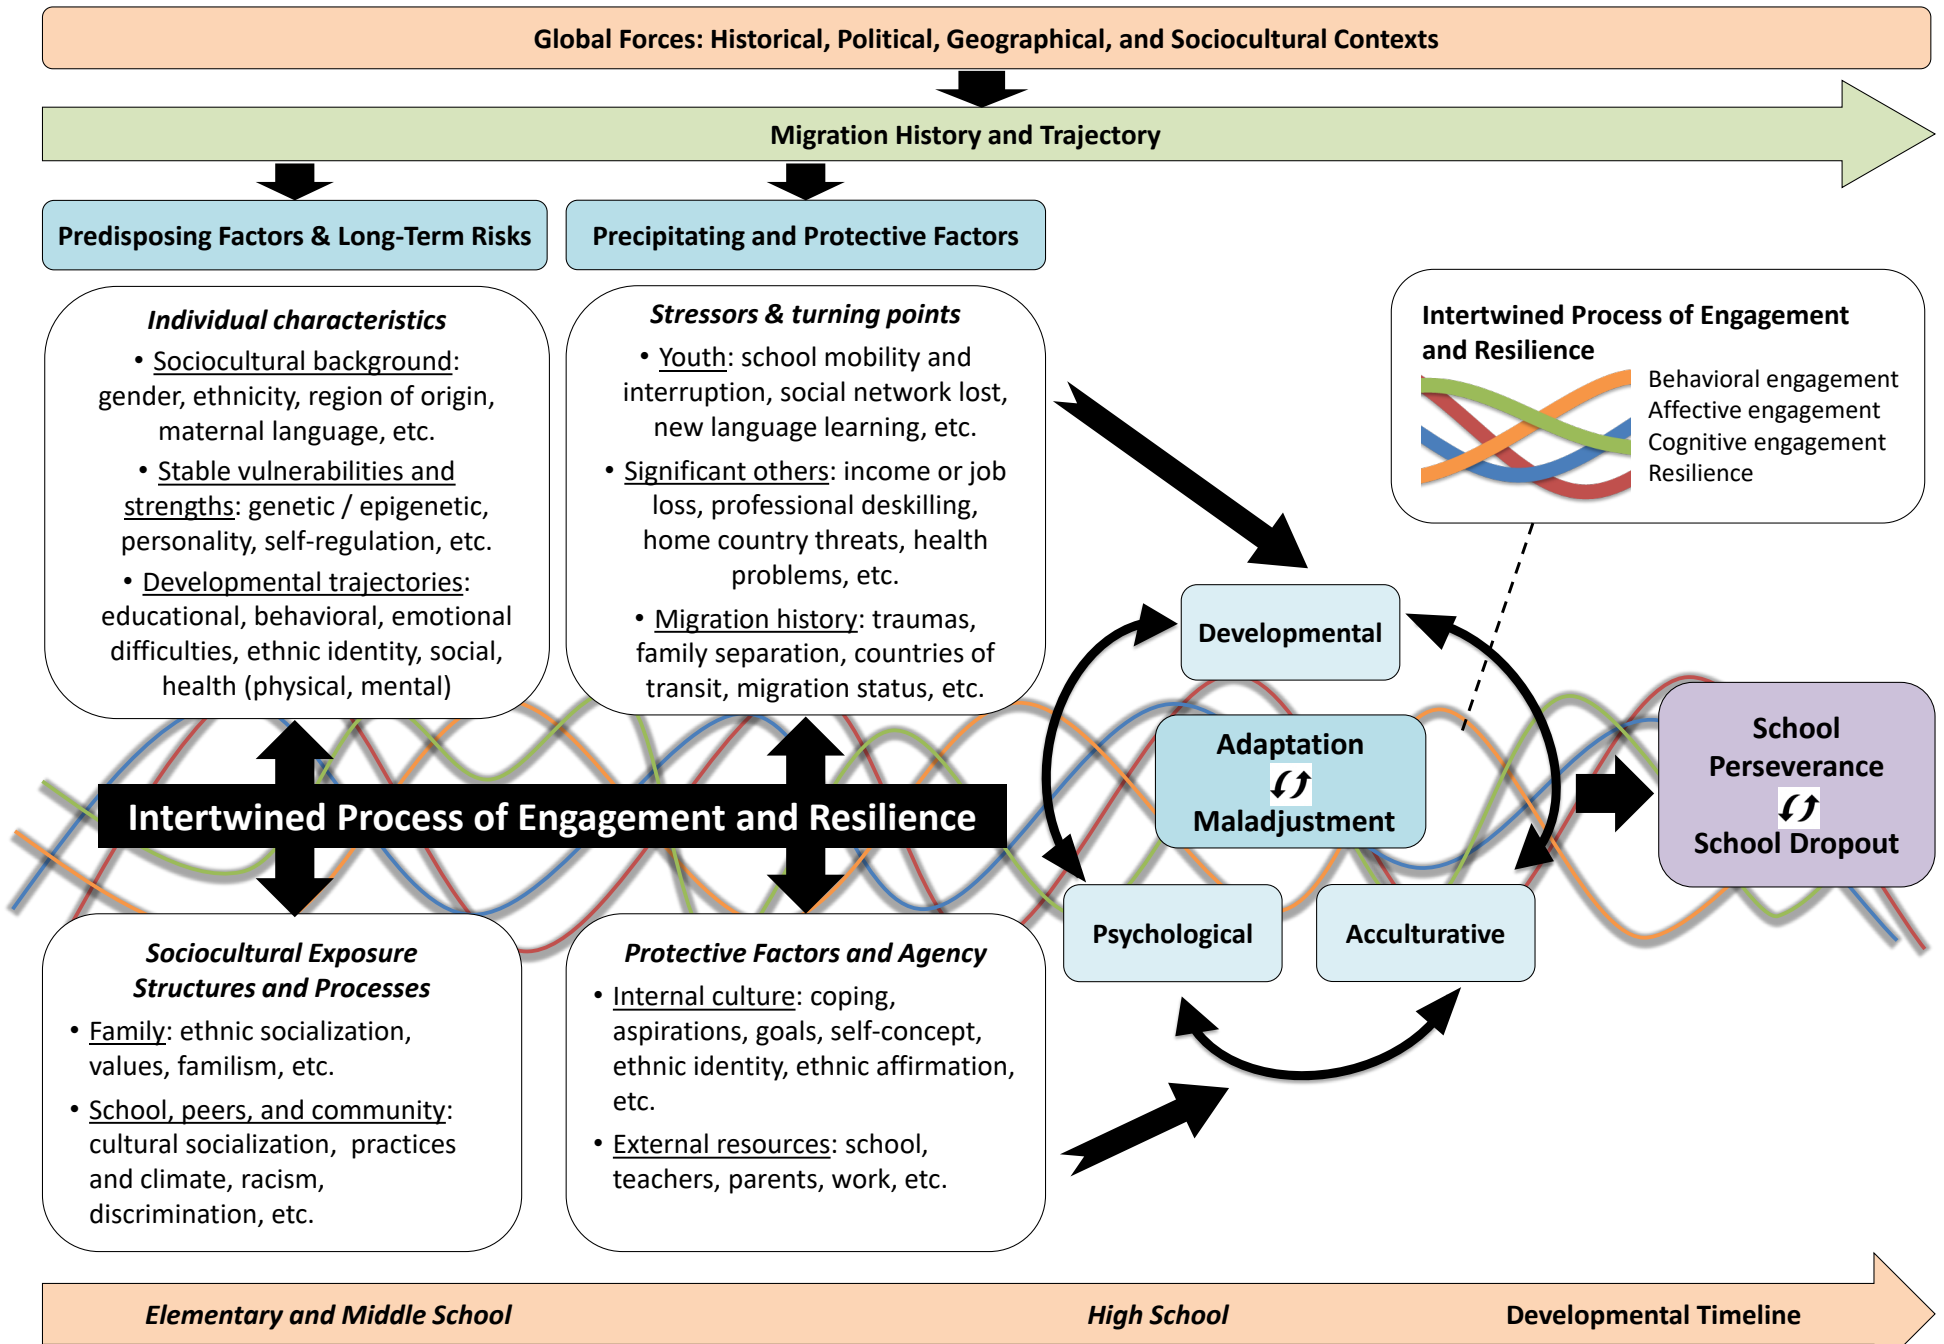 Global Forces: Historical, Political, Geographical, and Sociocultural Contexts
Migration History and Trajectory
Predisposing Factors & Long-Term Risks
Individual characteristics
• Sociocultural background:
gender, ethnicity, region of origin,
maternal language, etc.
• Stable vulnerabilities and
strengths: genetic / epigenetic,
personality, self-regulation, etc.
• Developmental trajectories:
educational, behavioral, emotional
difficulties, ethnic identity, social,
health (physical, mental)
Precipitating and Protective Factors
Stressors & turning points
• Youth: school mobility and
interruption, social network lost,
new language learning, etc.
• Significant others: income or job
loss, professional deskilling,
home country threats, health
problems, etc.
• Migration history: traumas,
family separation, countries of
transit, migration status, etc.
Intertwined Process of Engagement
and Resilience
Behavioral engagement
Affective engagement
Cognitive engagement
Resilience
Intertwined Process of Engagement and Resilience
Sociocultural Exposure
Structures and Processes
• Family: ethnic socialization,
values, familism, etc.
• School, peers, and community:
cultural socialization, practices
and climate, racism,
discrimination, etc.
Protective Factors and Agency
• Internal culture: coping,
aspirations, goals, self-concept,
ethnic identity, ethnic affirmation,
etc.
• External resources: school,
teachers, parents, work, etc.
Developmental
Adaptation
Maladjustment
Psychological
Acculturative
School
Perseverance
School Dropout
Elementary and Middle School
High School
Developmental Timeline